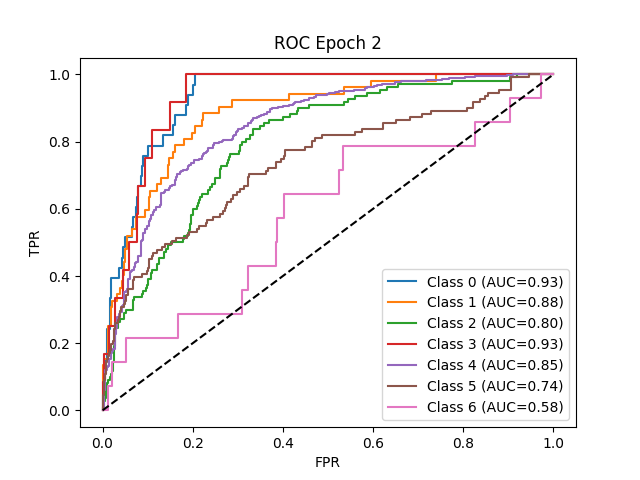 ROC Epoch 2
TPR
1.0
0.8
0.6
0.4
0.2
0.0
Class 0 (AUC=0.93)
Class 1 (AUC=0.88)
Class 2 (AUC=0.80)
Class 3 (AUC=0.93)
Class 4 (AUC=0.85)
Class 5 (AUC=0.74)
Class 6 (AUC=0.58)
0.0 0.2 0.4 0.6 0.8 1.0
FPR